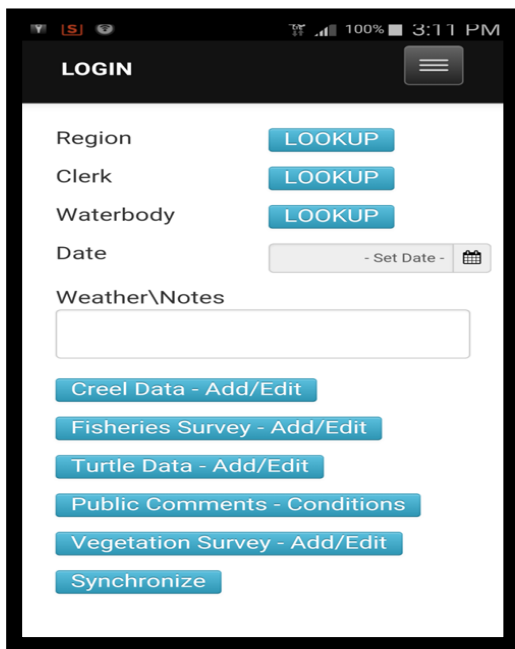 100% 3:11 PM
LOGIN
Region LOOKUP
Clerk LOOKUP
Waterbody LOOKUP
Date - Set Date -
Weather\Notes
Creel Data - Add/Edit
Fisheries Survey - Add/Edit
Turtle Data - Add/Edit
Public Comments - Conditions
Vegetation Survey - Add/Edit
Synchronize